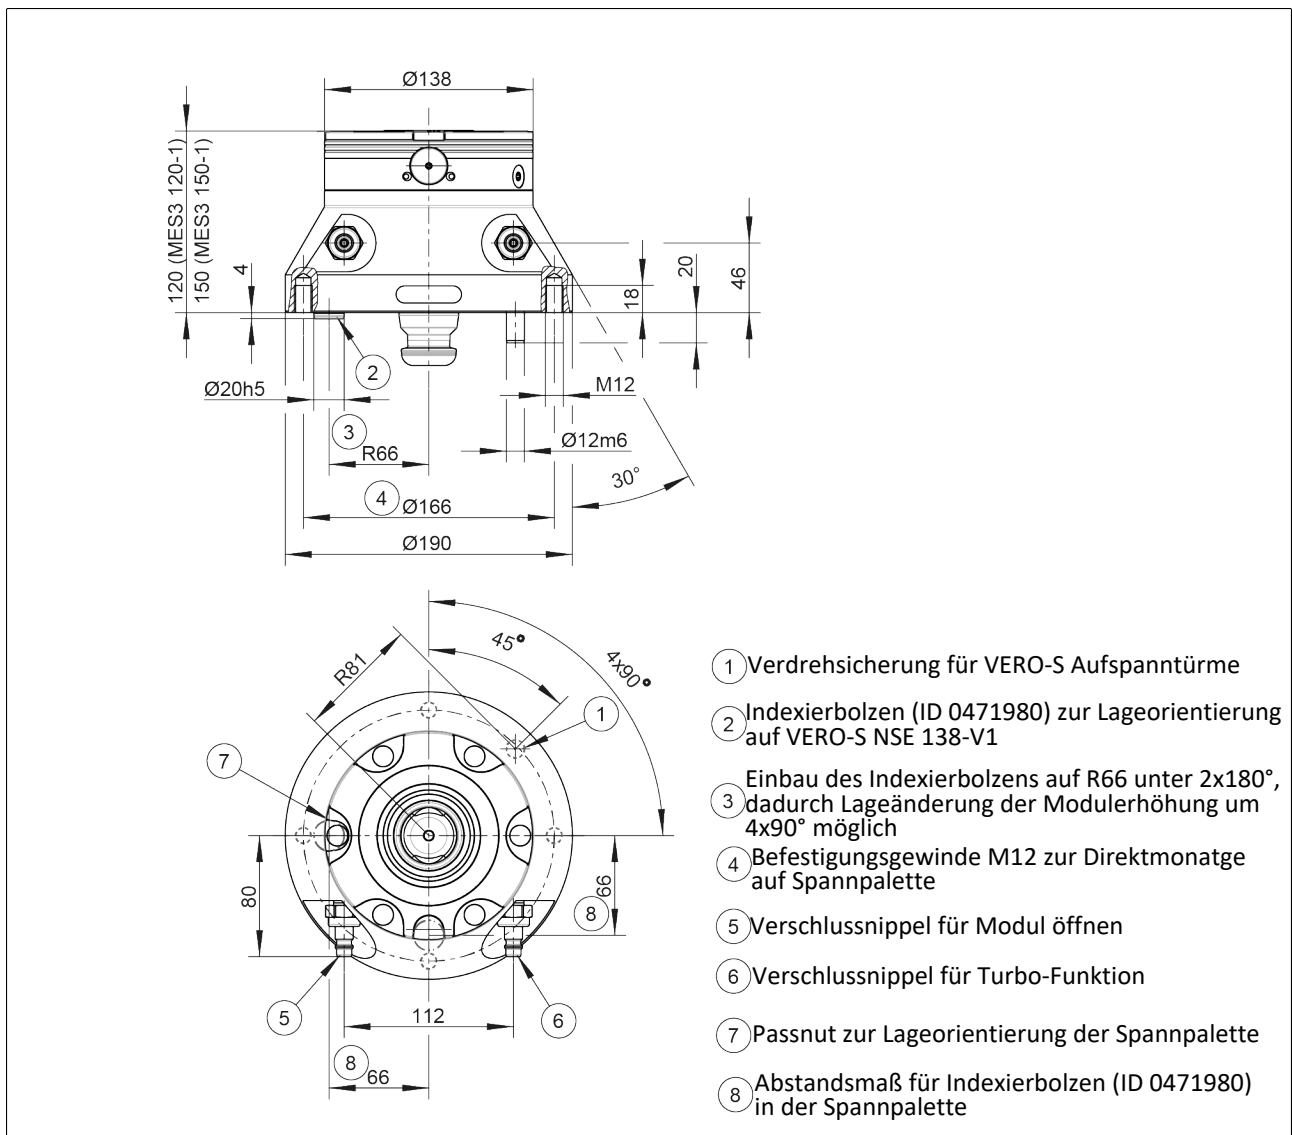 Ø138
120 (MES3 120-1)
150 (MES3 150-1)
4
20
46
18
2
Ø20h5
M12
3
R66
Ø12m6
30°
4
Ø166
Ø190
45°
4x90°
R81
1
7
80
66
8
5
112
6
8
66
1 Verdrehsicherung für VERO-S Aufspanntürme
2 Indexierbolzen (ID 0471980) zur Lageorientierung
auf VERO-S NSE 138-V1
3 Einbau des Indexierbolzens auf R66 unter 2x180°,
dadurch Lageänderung der Modulerhöhung um
4x90° möglich
4 Befestigungsgewinde M12 zur Direktmonatge
auf Spannpalette
5 Verschlussnippel für Modul öffnen
6 Verschlussnippel für Turbo-Funktion
7 Passnut zur Lageorientierung der Spannpalette
8 Abstandsmaß für Indexierbolzen (ID 0471980)
in der Spannpalette